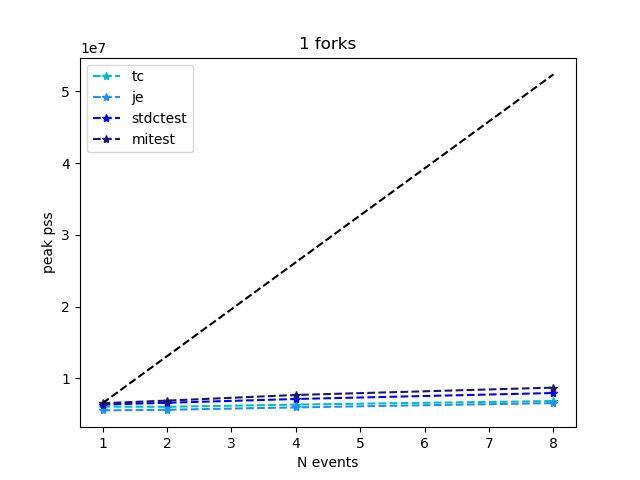 1 forks
1e7
tc
je
stdctest
mitest
5
4
3
2
1
peak pss
1 2 3 4 5 6 7 8
N events